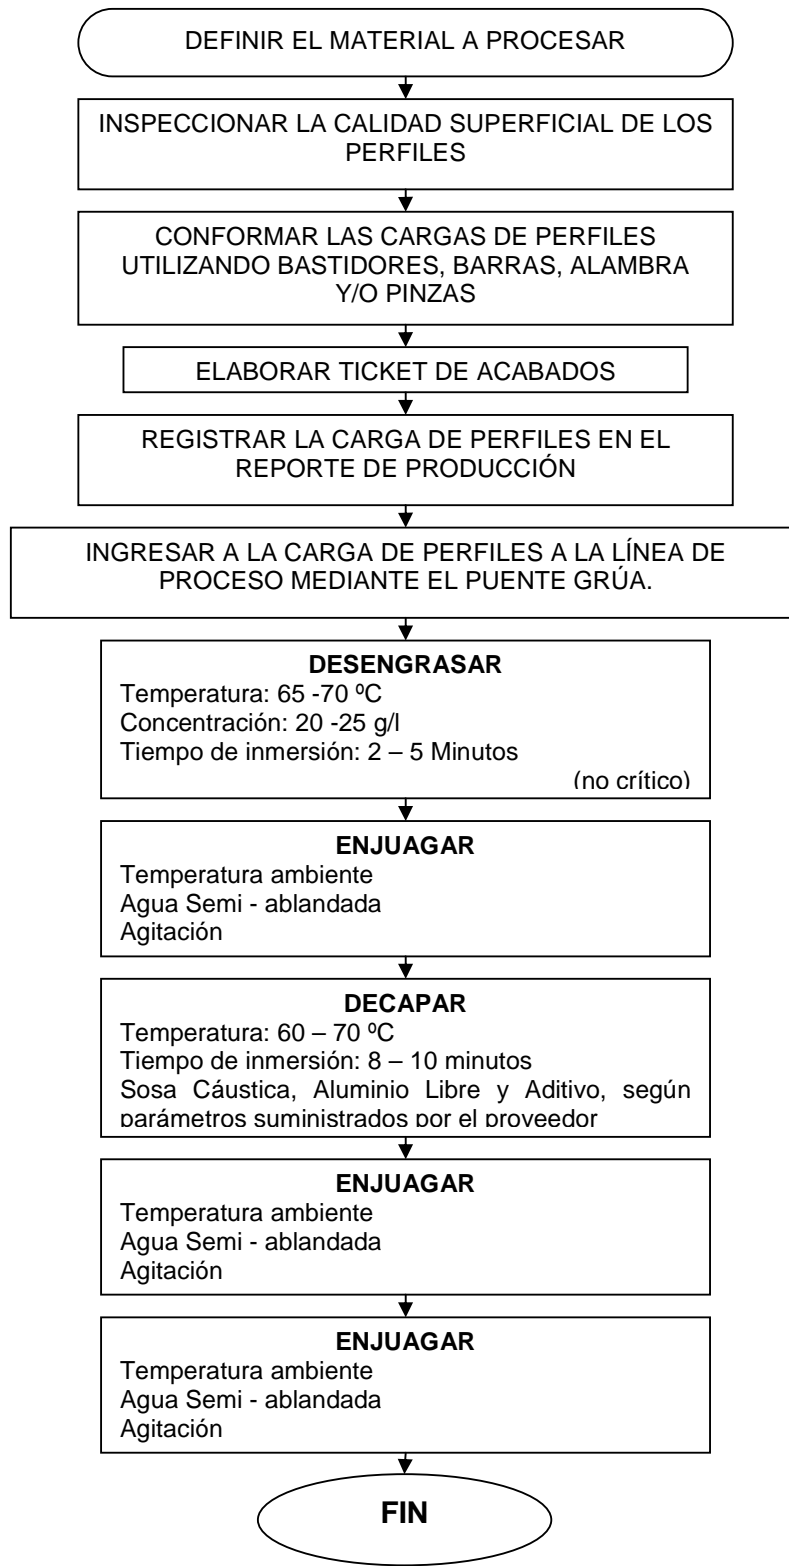 DEFINIR EL MATERIAL A PROCESAR
INSPECCIONAR LA CALIDAD SUPERFICIAL DE LOS
PERFILES
CONFORMAR LAS CARGAS DE PERFILES
UTILIZANDO BASTIDORES, BARRAS, ALAMBRA
Y/O PINZAS
ELABORAR TICKET DE ACABADOS
REGISTRAR LA CARGA DE PERFILES EN EL
REPORTE DE PRODUCCIÓN
INGRESAR A LA CARGA DE PERFILES A LA LÍNEA DE
PROCESO MEDIANTE EL PUENTE GRÚA.
DESENGRASAR
Temperatura: 65 -70 ºC
Concentración: 20 -25 g/l
Tiempo de inmersión: 2 – 5 Minutos
(no crítico)
ENJUAGAR
Temperatura ambiente
Agua Semi - ablandada
Agitación
DECAPAR
Temperatura: 60 – 70 ºC
Tiempo de inmersión: 8 – 10 minutos
Sosa Cáustica, Aluminio Libre y Aditivo, según
parámetros suministrados por el proveedor
ENJUAGAR
Temperatura ambiente
Agua Semi - ablandada
Agitación
ENJUAGAR
Temperatura ambiente
Agua Semi - ablandada
Agitación
FIN